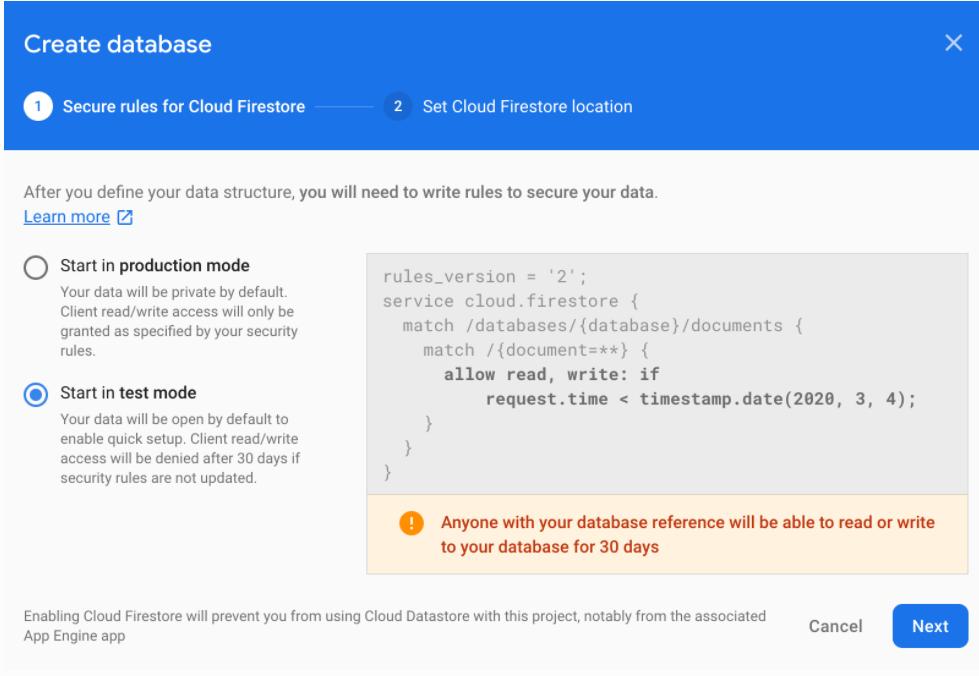 Create database
1 Secure rules for Cloud Firestore 2 Set Cloud Firestore location
After you define your data structure, you will need to write rules to secure your data.
Learn more
Start in production mode
Your data will be private by default.
Client read/write access will only be
granted as specified by your security
rules.
Start in test mode
Your data will be open by default to
enable quick setup. Client read/write
access will be denied after 30 days if
security rules are not updated.
rules_version = '2';
service cloud.firestore {
  match /databases/{database}/documents {
    match /{document=**} {
      allow read, write: if
          request.time < timestamp.date(2020, 3, 4);
    }
  }
}
Anyone with your database reference will be able to read or write
to your database for 30 days
Enabling Cloud Firestore will prevent you from using Cloud Datastore with this project, notably from the associated
App Engine app
Cancel Next